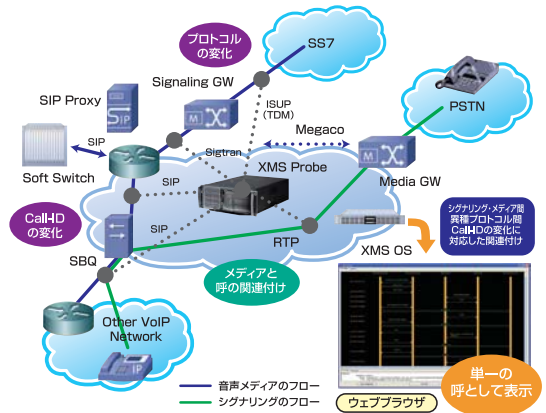 プロトコル
の変化
SS7
Signaling GW
SIP Proxy
SIP
ISUP
(TDM)
PSTN
M
Megaco
M
SIP
Sigtran
Soft Switch
XMS Probe
Media GW
SIP
Call-ID
の変化
SIP
RTP
シグナリング・メディア間
異種プロトコル間
Call-IDの変化に
対応した関連付け
XMS OS
SBQ
メディアと
呼の関連付け
Other VoIP
Network
IP
単一の
呼として表示
音声メディアのフロー
シグナリングのフロー
ウェブブラウザ